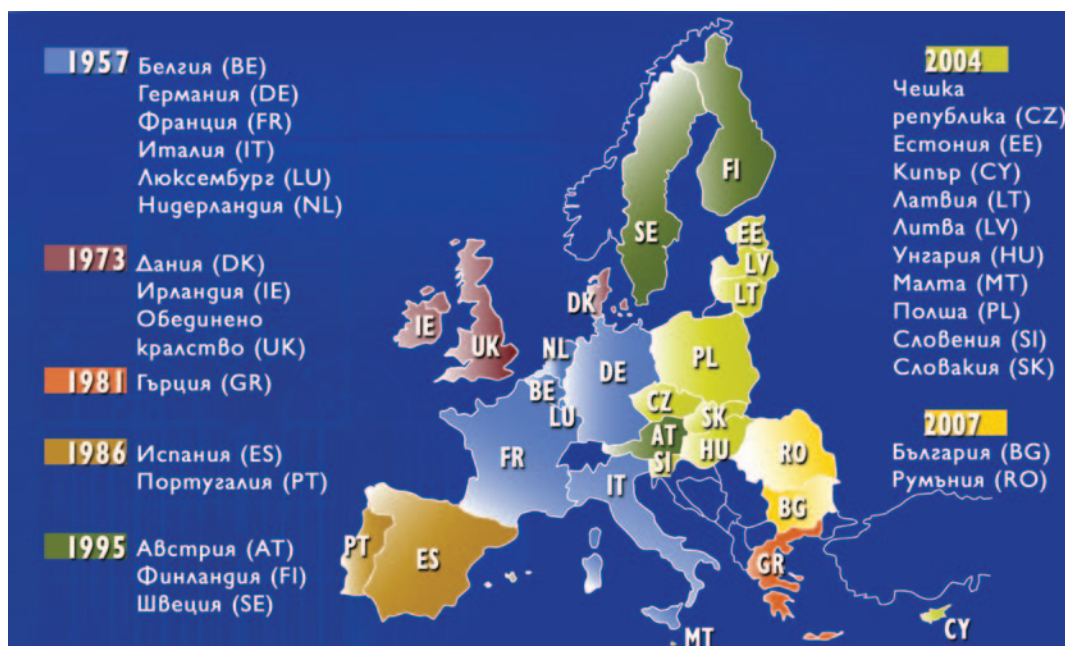 1957 Белгия (BE)
Германия (DE)
Франция (FR)
Италия (IT)
Люксембург (LU)
Нидерландия (NL)
1973 Дания (DK)
Ирландия (IE)
Обединено
кралство (UK)
1981 Гърция (GR)
1986 Испания (ES)
Португалия (PT)
1995 Австрия (AT)
Финландия (FI)
Швеция (SE)
FI
SE
EE
LV
LT
DK
IE
UK
NL
BE
LU
DE
PL
CZ
SK
AT
HU
SI
FR
IT
RO
BG
PT
ES
GR
MT
CY
2004
Чешка
република (CZ)
Естония (EE)
Кипър (CY)
Латвия (LT)
Литва (LV)
Унгария (HU)
Малта (MT)
Полша (PL)
Словения (SI)
Словакия (SK)
2007
България (BG)
Румъния (RO)